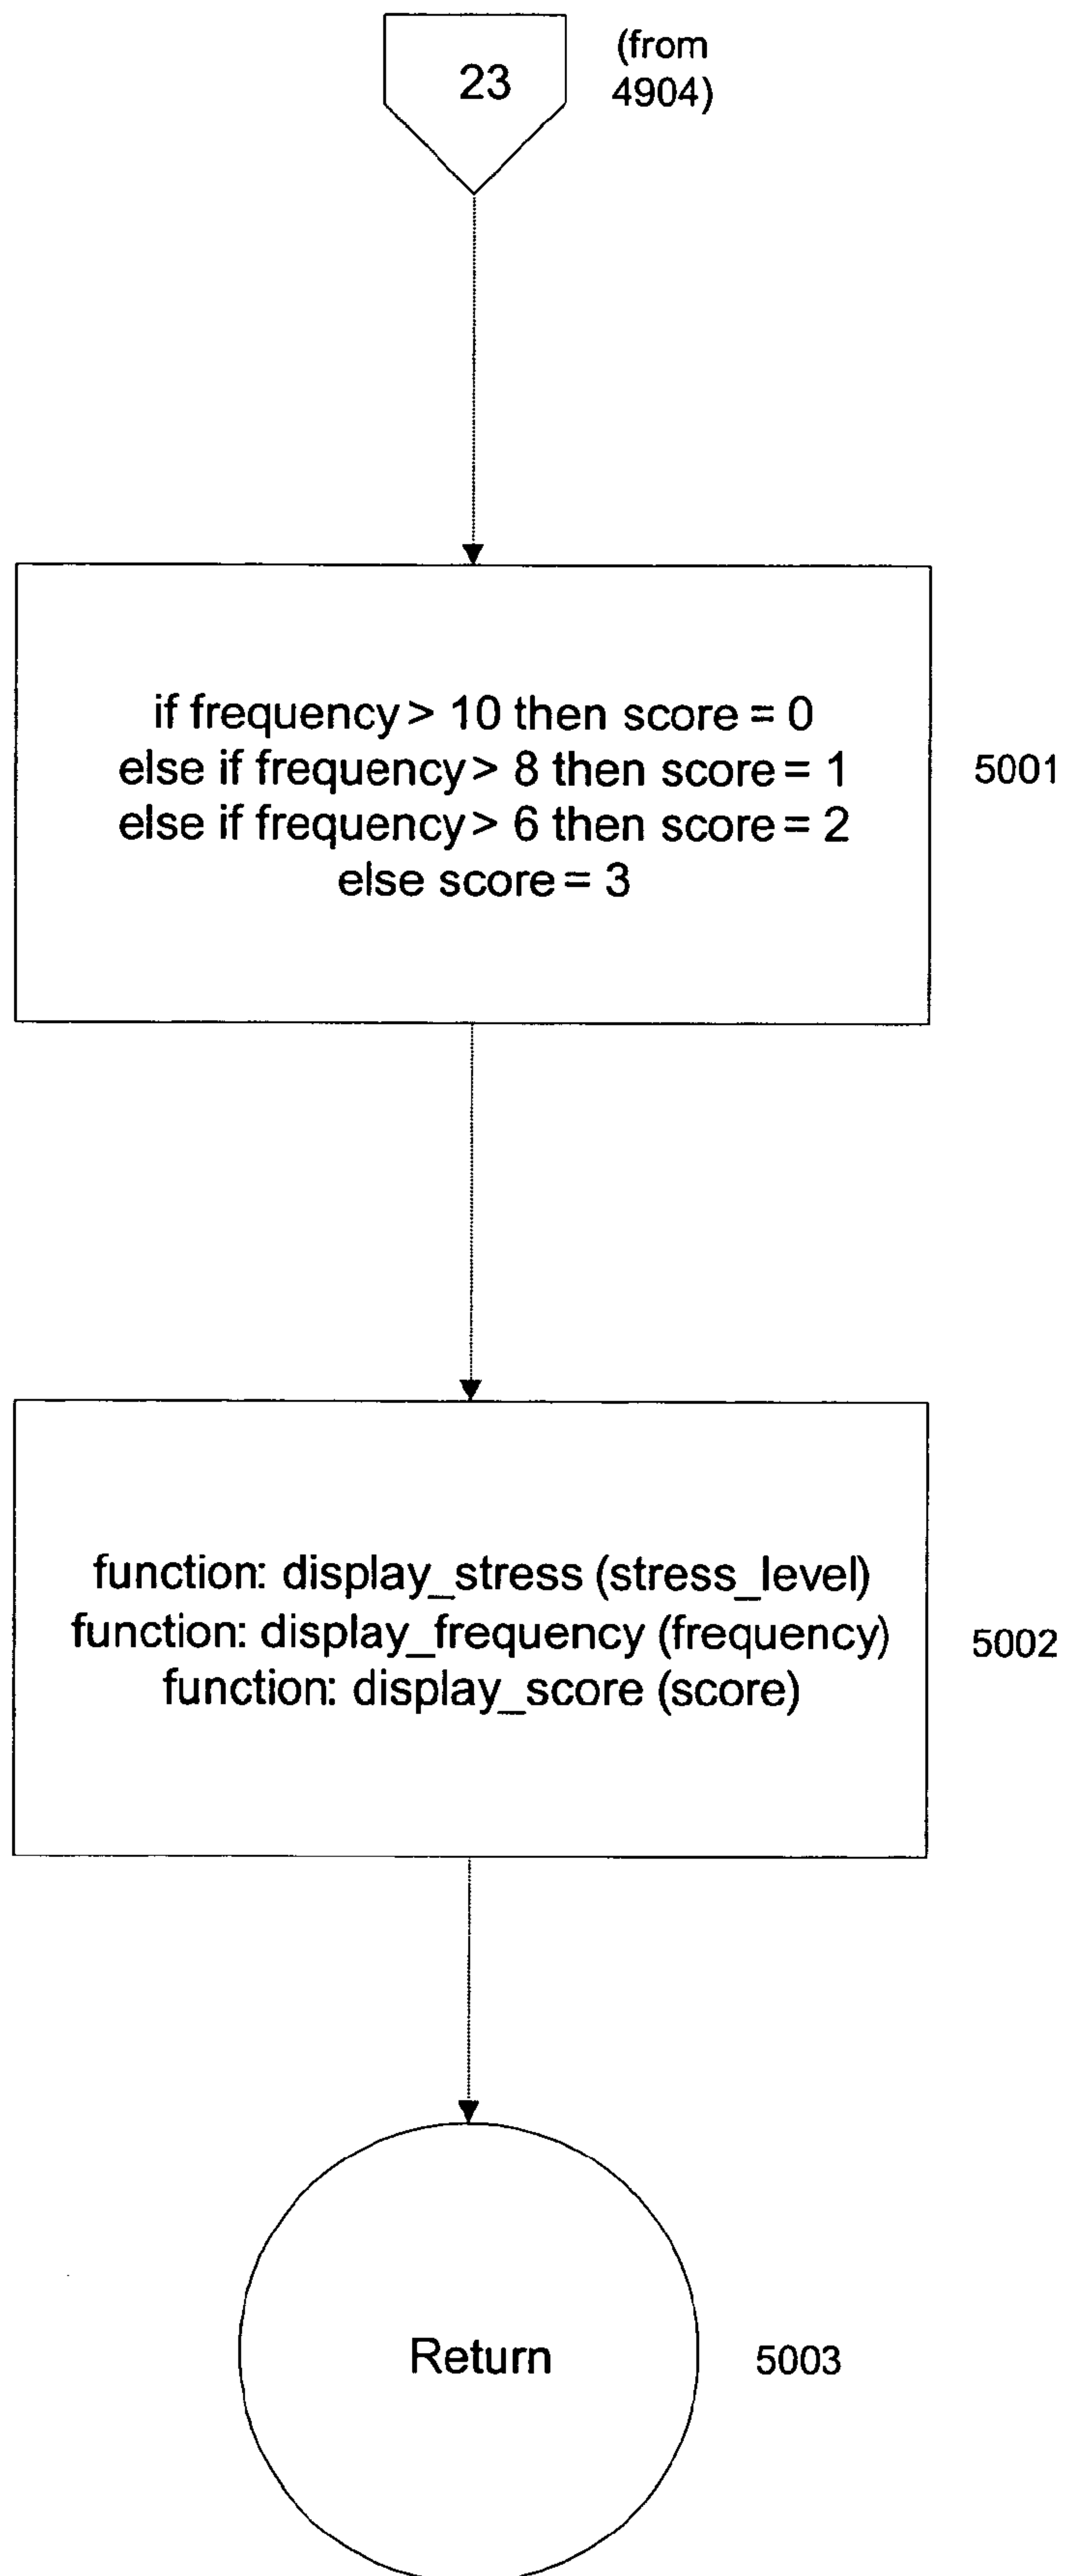 23
(from
4904)
if frequency > 10 then score = 0
else if frequency > 8 then score = 1
else if frequency > 6 then score = 2
else score = 3
5001
function: display_stress (stress_level)
function: display_frequency (frequency)
function: display_score (score)
5002
Return
5003